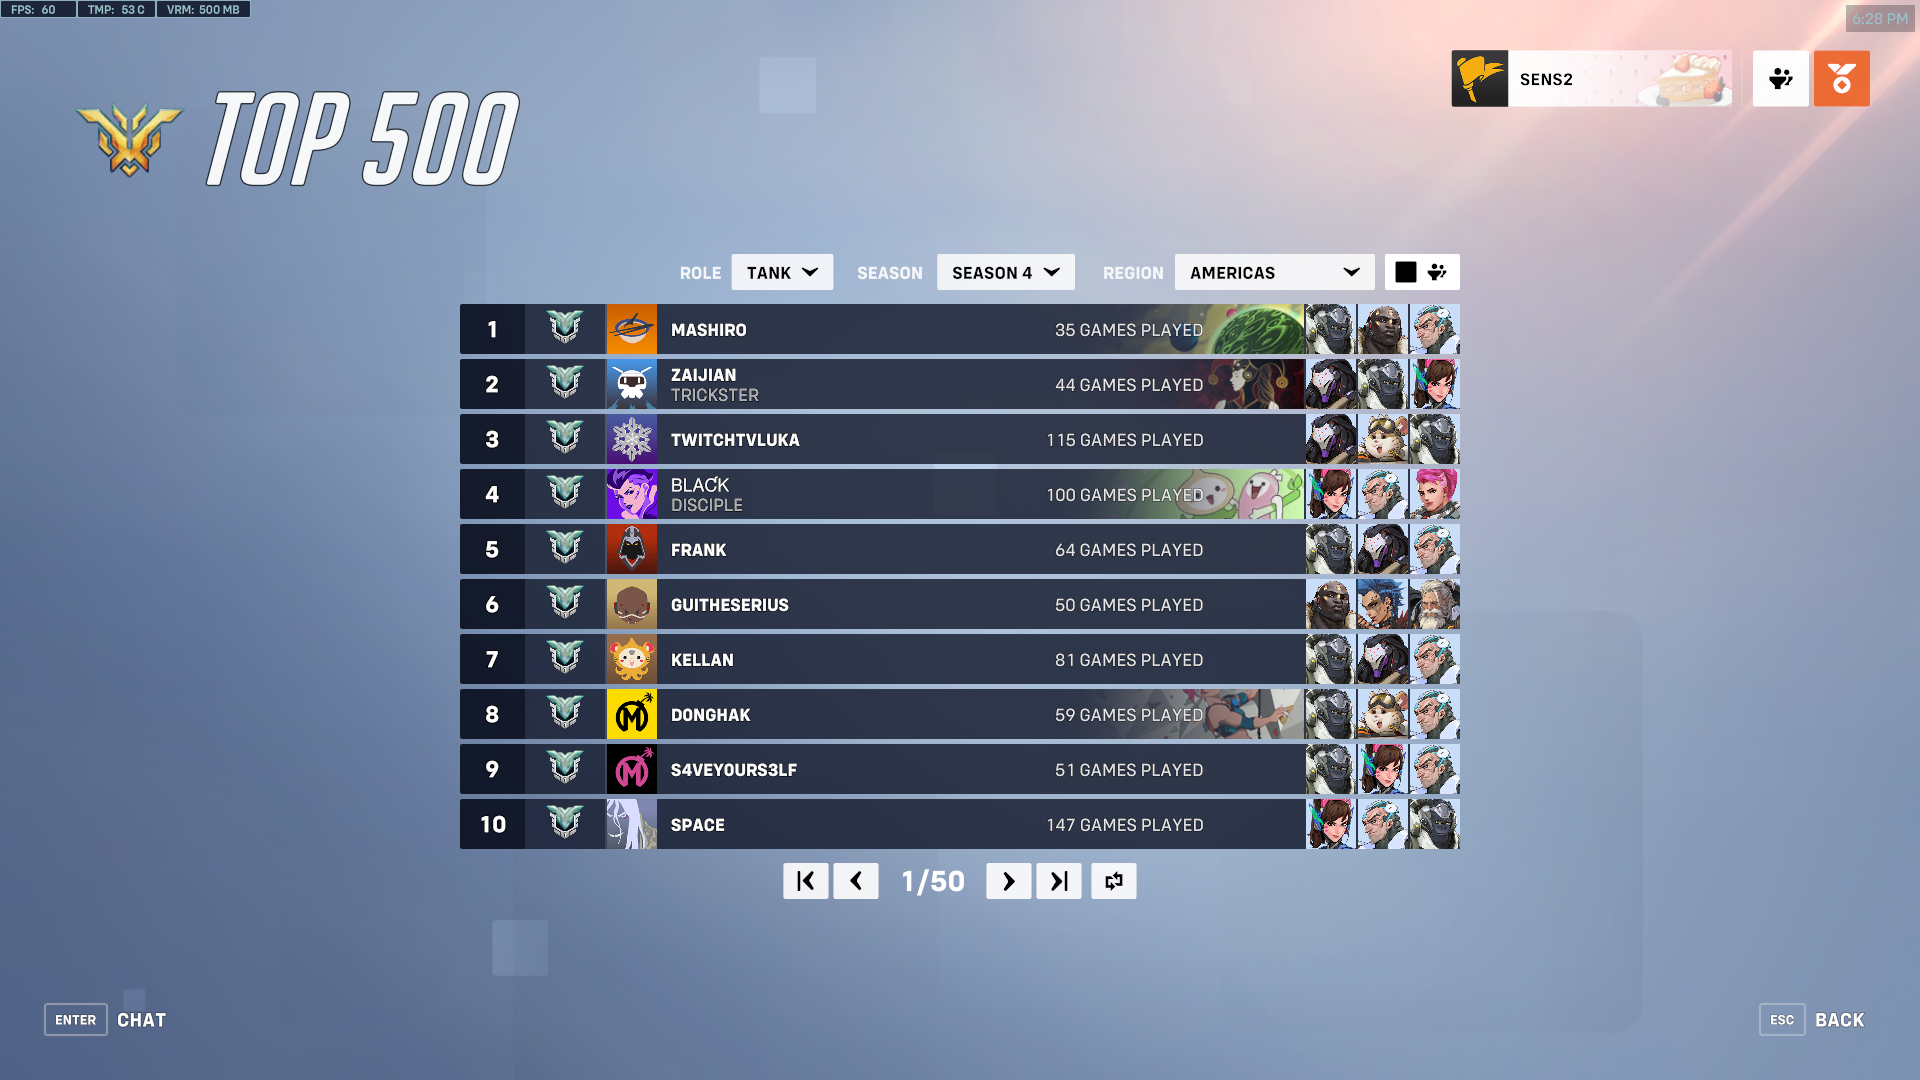 FPS: 60 TMP: 53 C VRM: 500 MB
6:28 PM
SENS2
TOP 500
ROLE TANK SEASON SEASON 4 REGION AMERICAS
1 MASHIRO 35 GAMES PLAYED
2 ZAIJIAN 44 GAMES PLAYED
TRICKSTER
3 TWITCHTVLUKA 115 GAMES PLAYED
4 BLACK 100 GAMES PLAYED
DISCIPLE
5 FRANK 64 GAMES PLAYED
6 GUITHESERIUS 50 GAMES PLAYED
7 KELLAN 81 GAMES PLAYED
8 DONGHAK 59 GAMES PLAYED
9 S4VEYOURS3LF 51 GAMES PLAYED
10 SPACE 147 GAMES PLAYED
1/50
ENTER CHAT
ESC BACK